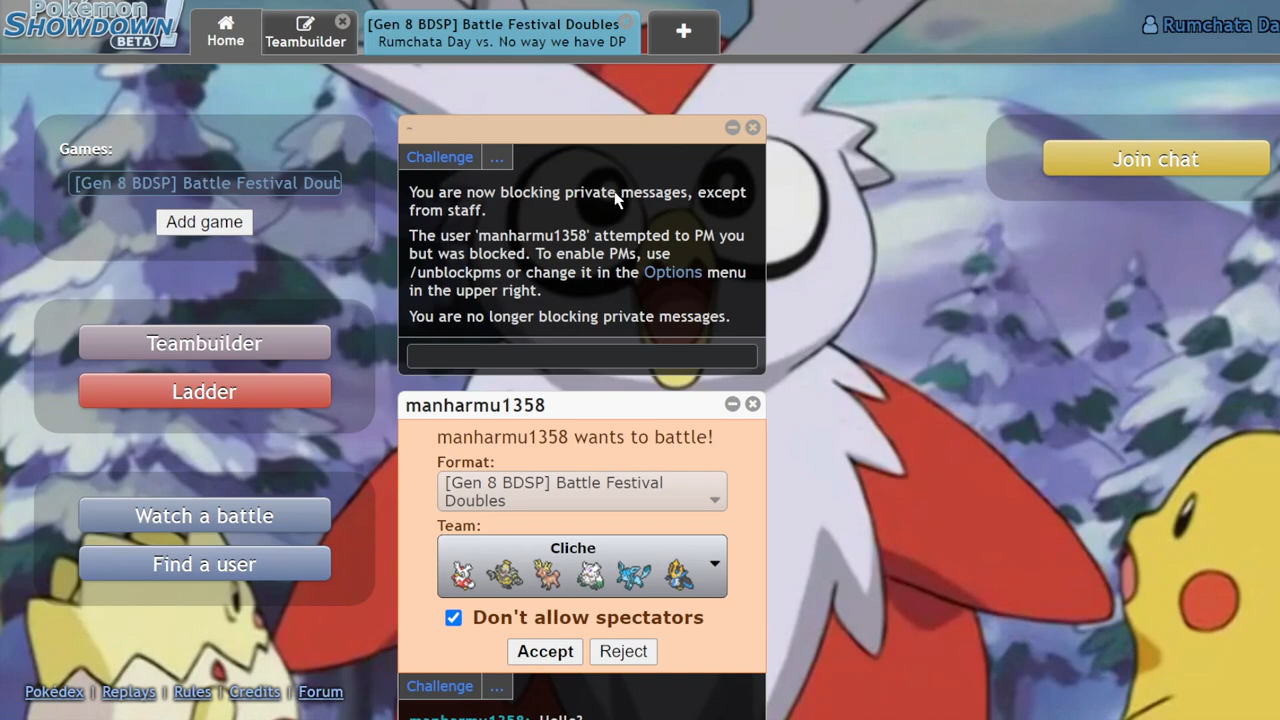 Pokémon
SHOWDOWN!
BETA
Home
Teambuilder
[Gen 8 BDSP] Battle Festival Doubles
Rumchata Day vs. No way we have DP
Rumchata Da
Games:
[Gen 8 BDSP] Battle Festival Doub
Add game
Teambuilder
Ladder
Watch a battle
Find a user
Pokédex | Replays | Rules | Credits | Forum
~
Challenge ...
You are now blocking private messages, except
from staff.
The user 'manharmu1358' attempted to PM you
but was blocked. To enable PMs, use
/unblockpms or change it in the Options menu
in the upper right.
You are no longer blocking private messages.
manharmu1358
manharmu1358 wants to battle!
Format:
[Gen 8 BDSP] Battle Festival
Doubles
Team:
Cliche
Don't allow spectators
Accept Reject
Challenge ...
manharmu1358: Hello?
Join chat